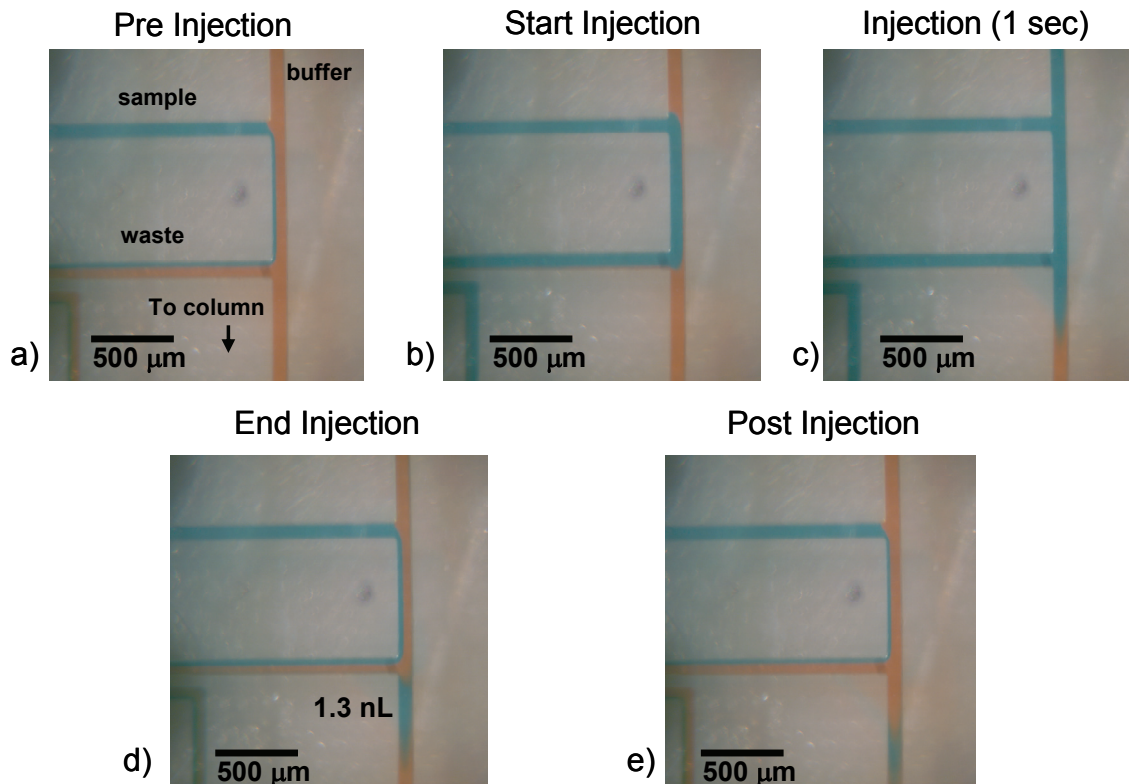 Pre Injection
Start Injection
Injection (1 sec)
buffer
sample
waste
To column
500 μm
a)
500 μm
b)
500 μm
c)
End Injection
Post Injection
1.3 nL
500 μm
d)
500 μm
e)